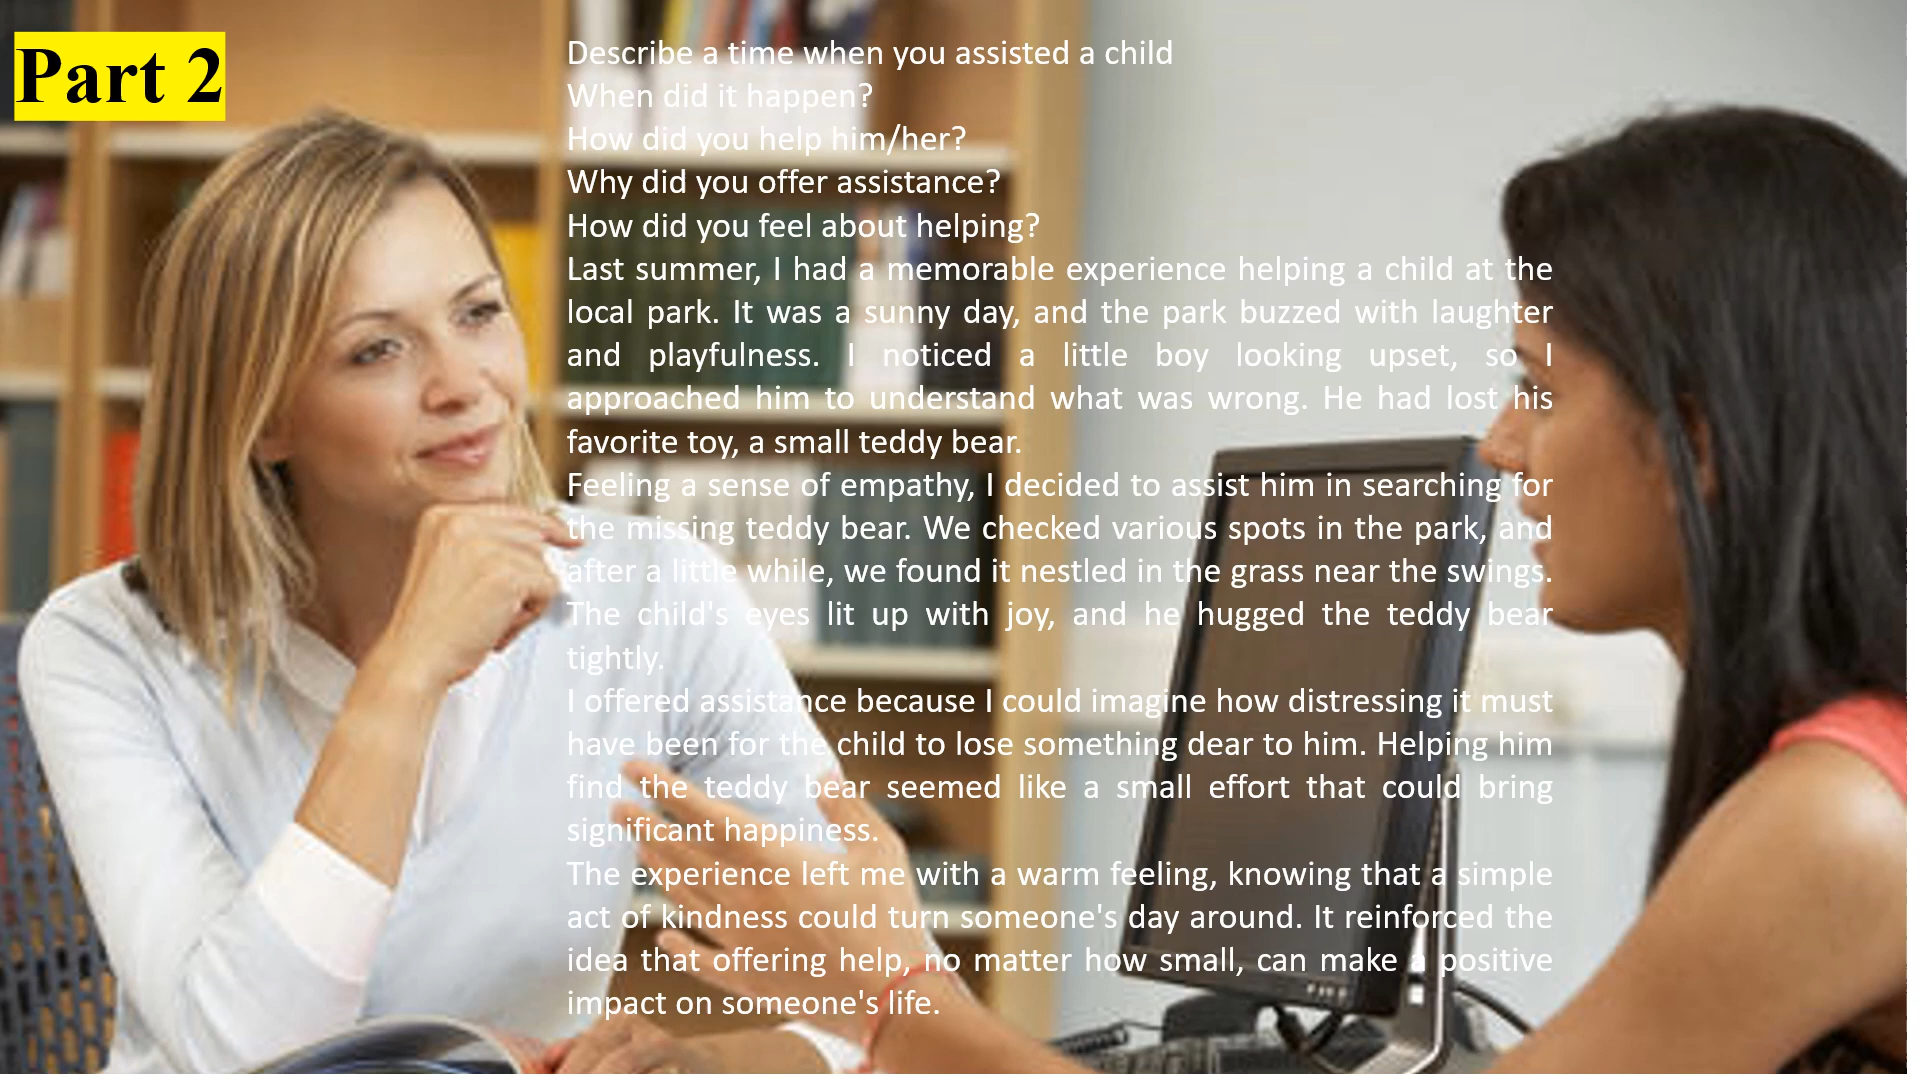 Part 2
Describe a time when you assisted a child
When did it happen?
How did you help him/her?
Why did you offer assistance?
How did you feel about helping?
Last summer, I had a memorable experience helping a child at the
local park. It was a sunny day, and the park buzzed with laughter
and playfulness. I noticed a little boy looking upset, so I
approached him to understand what was wrong. He had lost his
favorite toy, a small teddy bear.
Feeling a sense of empathy, I decided to assist him in searching for
the missing teddy bear. We checked various spots in the park, and
after a little while, we found it nestled in the grass near the swings.
The child's eyes lit up with joy, and he hugged the teddy bear
tightly.
I offered assistance because I could imagine how distressing it must
have been for the child to lose something dear to him. Helping him
find the teddy bear seemed like a small effort that could bring
significant happiness.
The experience left me with a warm feeling, knowing that a simple
act of kindness could turn someone's day around. It reinforced the
idea that offering help, no matter how small, can make a positive
impact on someone's life.